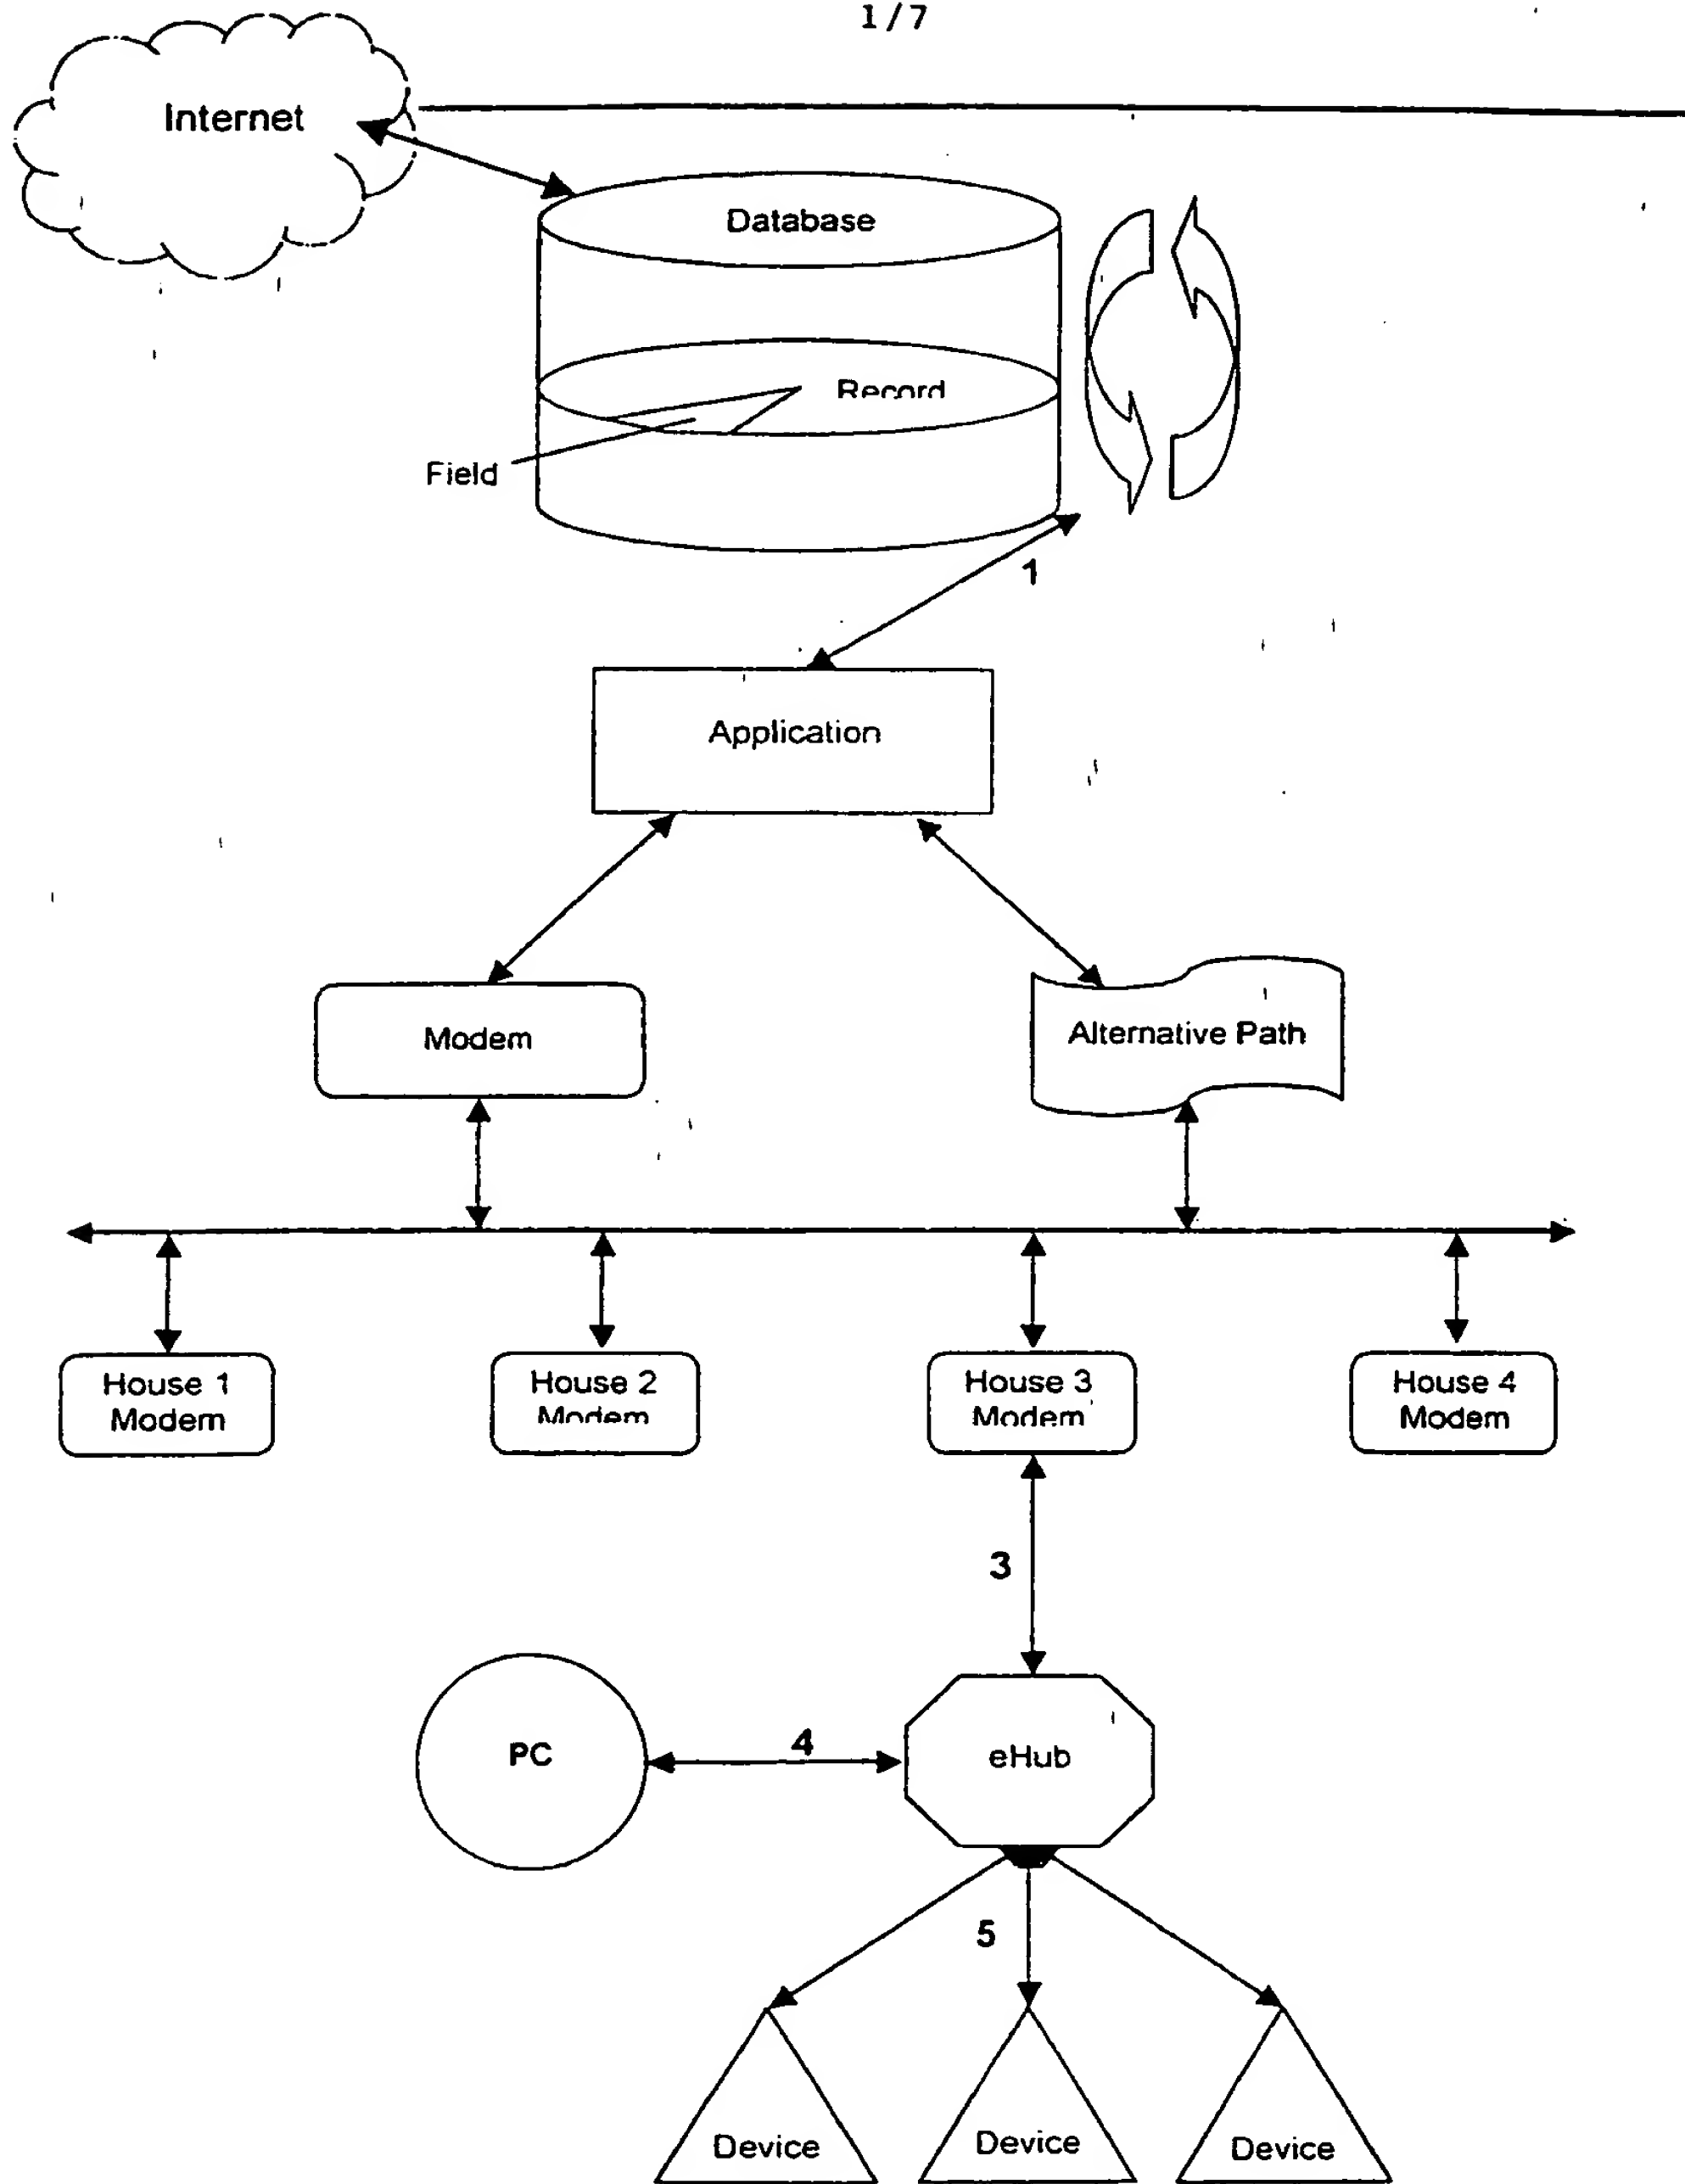 1/7
Internet
Database
Record
Field
1
Application
Modem
Alternative Path
House 1
Modem
House 2
Modem
House 3
Modem
House 4
Modem
3
PC
4
eHub
5
Device
Device
Device